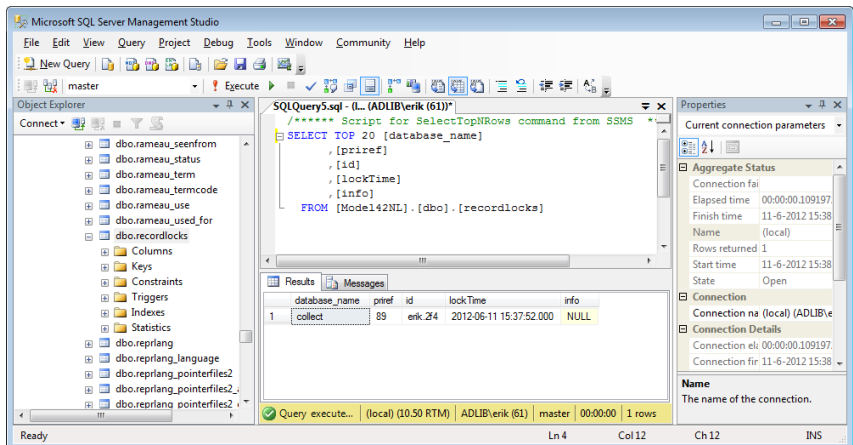 Microsoft SQL Server Management Studio
File Edit View Query Project Debug Tools Window Community Help
New Query
master Execute
Object Explorer
Connect
dbo.rameau_seenfrom
dbo.rameau_status
dbo.rameau_term
dbo.rameau_termcode
dbo.rameau_use
dbo.rameau_used_for
dbo.recordlocks
Columns
Keys
Constraints
Triggers
Indexes
Statistics
dbo.reprlang
dbo.reprlang_language
dbo.reprlang_pointerfiles2
dbo.reprlang_pointerfiles2_
dbo.reprlang_pointerfiles2
SQLQuery5.sql - (l... (ADLIB\erik (61))*
/****** Script for SelectTopNRows command from SSMS *
SELECT TOP 20 [database_name]
,[priref]
,[id]
,[lockTime]
,[info]
FROM [Model42NL].[dbo].[recordlocks]
Results Messages
database_name priref id lockTime info
1 collect 89 erik.2f4 2012-06-11 15:37:52.000 NULL
Query execute... (local) (10.50 RTM) ADLIB\erik (61) master 00:00:00 1 rows
Properties
Current connection parameters
Aggregate Status
Connection fai
Elapsed time 00:00:00.109197
Finish time 11-6-2012 15:38
Name (local)
Rows returned 1
Start time 11-6-2012 15:38
State Open
Connection
Connection na (local) (ADLIB\e
Connection Details
Connection ela 00:00:00.109197
Connection fin 11-6-2012 15:38
Name
The name of the connection.
Ready Ln 4 Col 12 Ch 12 INS